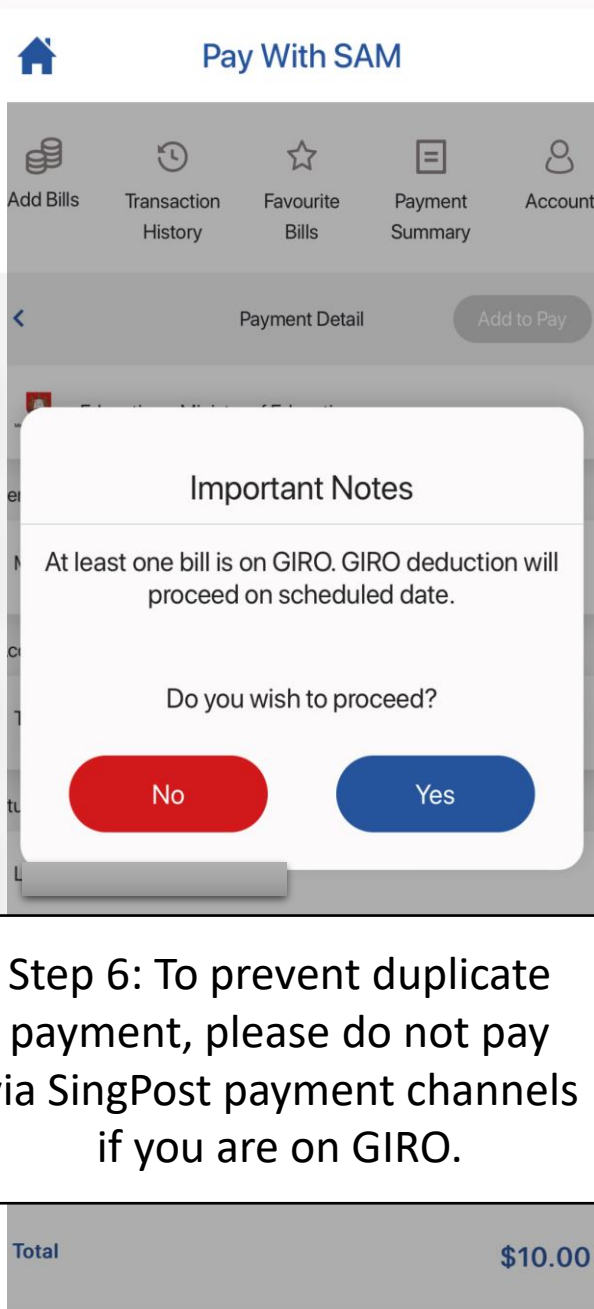 Pay With SAM
Add Bills
Transaction
History
Favourite
Bills
Payment
Summary
Account
Payment Detail
Add to Pay
Important Notes
At least one bill is on GIRO. GIRO deduction will
proceed on scheduled date.
Do you wish to proceed?
No
Yes
Step 6: To prevent duplicate
payment, please do not pay
via SingPost payment channels
if you are on GIRO.
Total
$10.00